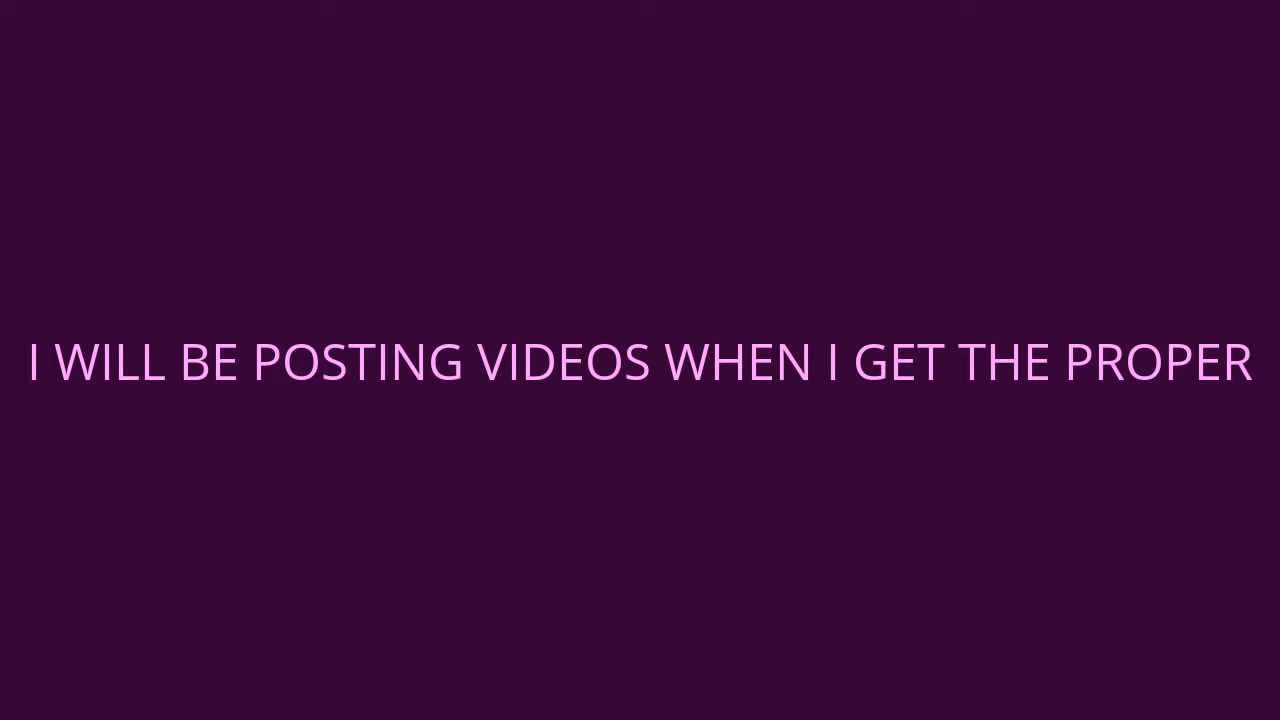 I WILL BE POSTING VIDEOS WHEN I GET THE PROPER